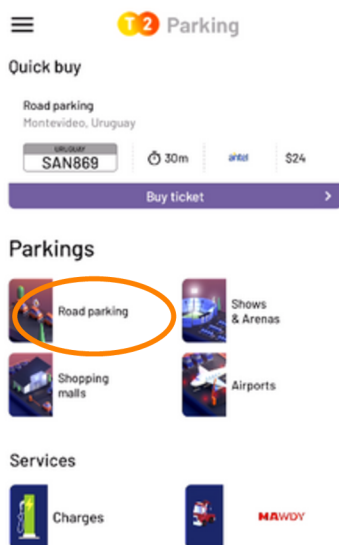 T2 Parking
Quick buy
Road parking
Montevideo, Uruguay
URUGUAY
SAN869
30m
antel
$24
Buy ticket
Parkings
Road parking
Shows
& Arenas
Shopping
malls
Airports
Services
Charges
MAWDY